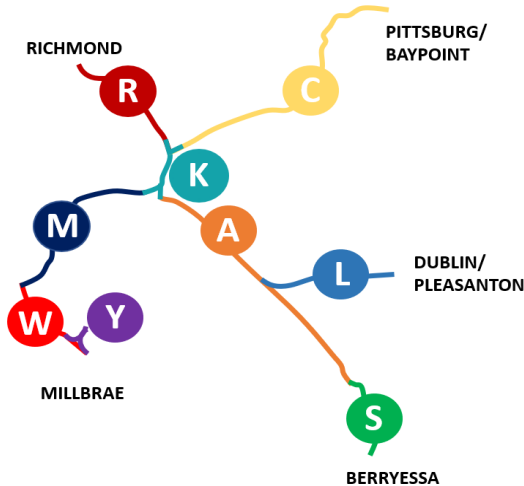 PITTSBURG/
BAYPOINT
RICHMOND
R
C
K
M
A
L
DUBLIN/
PLEASANTON
W
Y
MILLBRAE
S
BERRYESSA